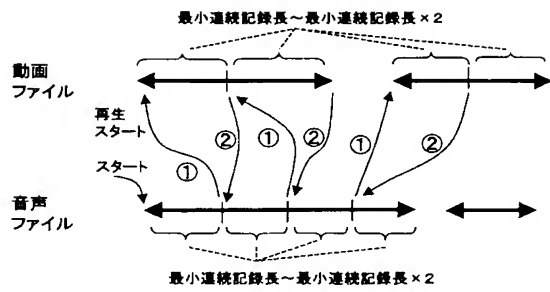 最小連続記録長～最小連続記録長×2
動画
ファイル
再生
スタート
② ① ② ① ②
スタート ①
音声
ファイル
最小連続記録長～最小連続記録長×2